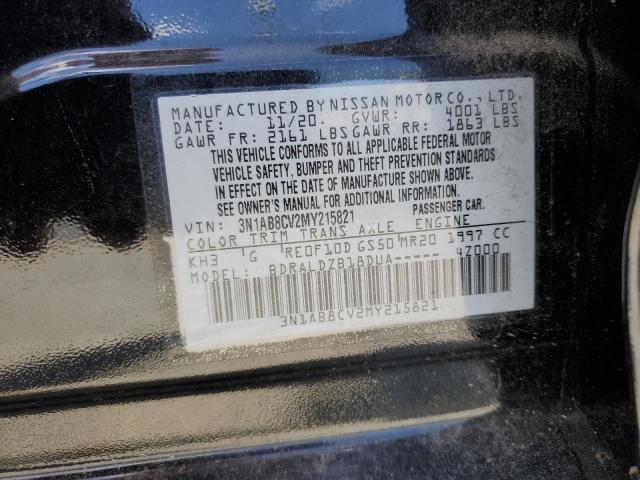 MANUFACTURED BY NISSAN MOTOR CO., LTD.
DATE: 11/20 GVWR: 4001 LBS
GAWR FR: 2161 LBS GAWR RR: 1863 LBS
THIS VEHICLE CONFORMS TO ALL APPLICABLE FEDERAL MOTOR
VEHICLE SAFETY, BUMPER AND THEFT PREVENTION STANDARDS
IN EFFECT ON THE DATE OF MANUFACTURE SHOWN ABOVE.
SEE OWNER'S MANUAL FOR ADDITIONAL INFORMATION.
VIN: 3N1AB8CV2MY215821 PASSENGER CAR.
COLOR TRIM TRANS AXLE ENGINE
KH3 G RE0F10D GS50 MR20 1997 CC
BDRALDZB18DUA----- 4Z000
3N1AB8CV2MY215821